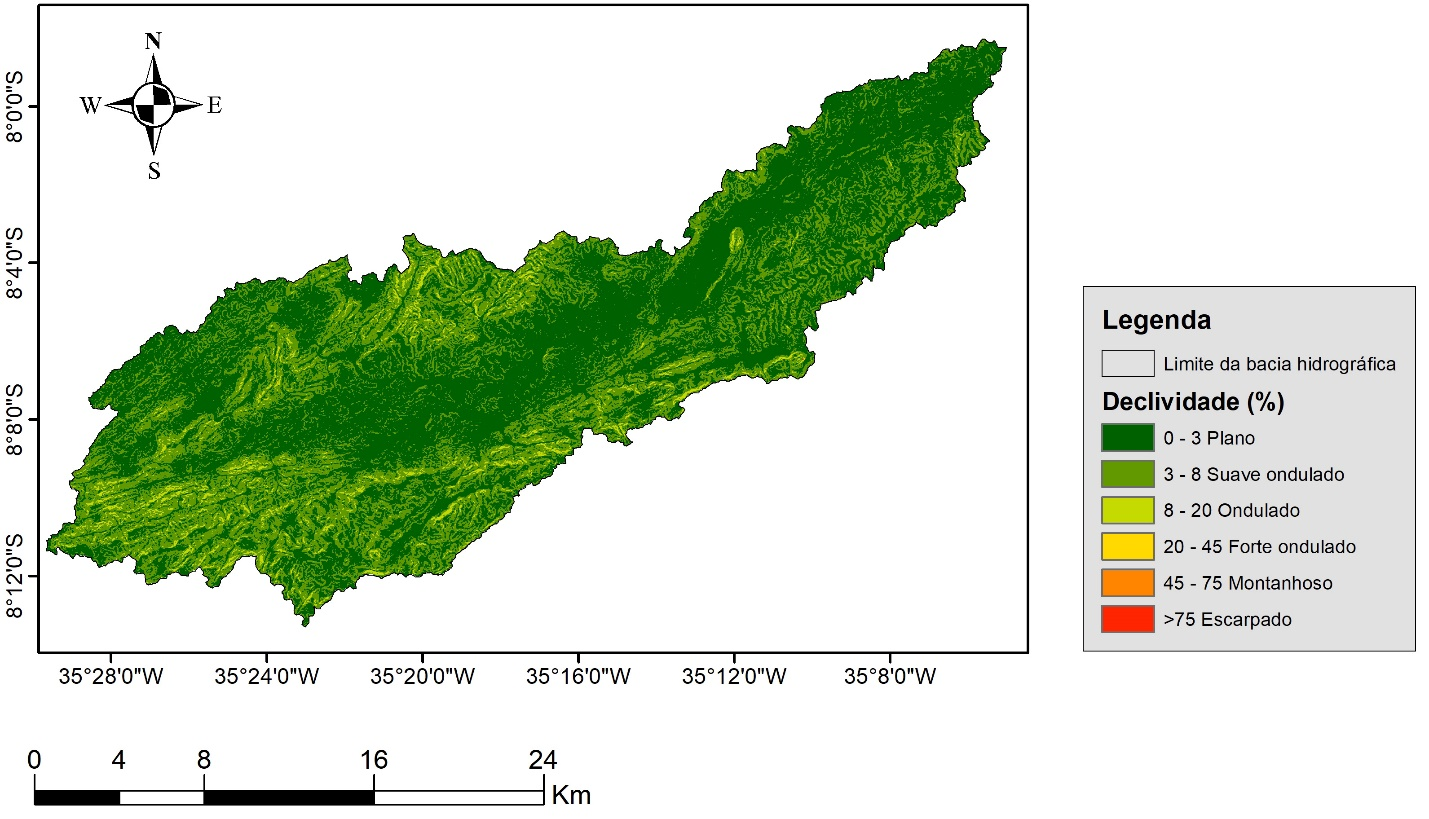 N
W E
S
8°0'0"S
8°4'0"S
8°8'0"S
8°12'0"S
35°28'0"W 35°24'0"W 35°20'0"W 35°16'0"W 35°12'0"W 35°8'0"W
0 4 8 16 24
Km
Legenda
Limite da bacia hidrográfica
Declividade (%)
0 - 3 Plano
3 - 8 Suave ondulado
8 - 20 Ondulado
20 - 45 Forte ondulado
45 - 75 Montanhoso
>75 Escarpado